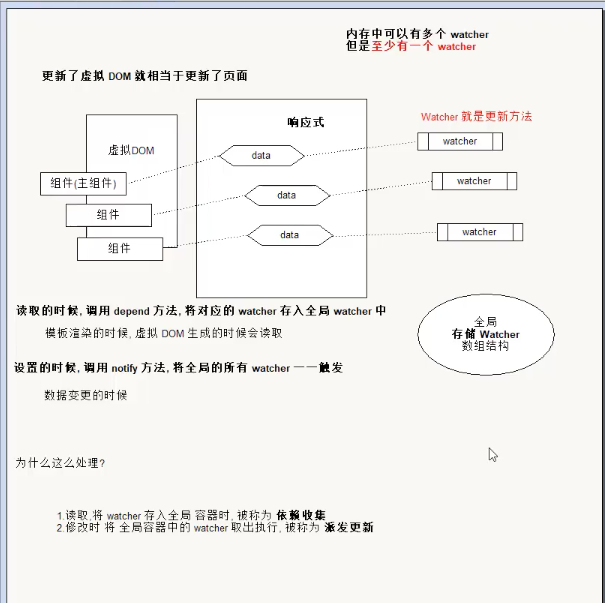 内存中可以有多个 watcher
但是至少有一个 watcher
更新了虚拟 DOM 就相当于更新了页面
响应式
Watcher 就是更新方法
虚拟DOM
data
watcher
组件(主组件)
data
watcher
组件
data
watcher
组件
读取的时候, 调用 depend 方法, 将对应的 watcher 存入全局 watcher 中
模板渲染的时候, 虚拟 DOM 生成的时候会读取
全局
存储 Watcher
数组结构
设置的时候, 调用 notify 方法, 将全局的所有 watcher 一一触发
数据变更的时候
为什么这么处理?
1.读取,将 watcher 存入全局 容器时, 被称为 依赖收集
2.修改时 将 全局容器中的 watcher 取出执行, 被称为 派发更新